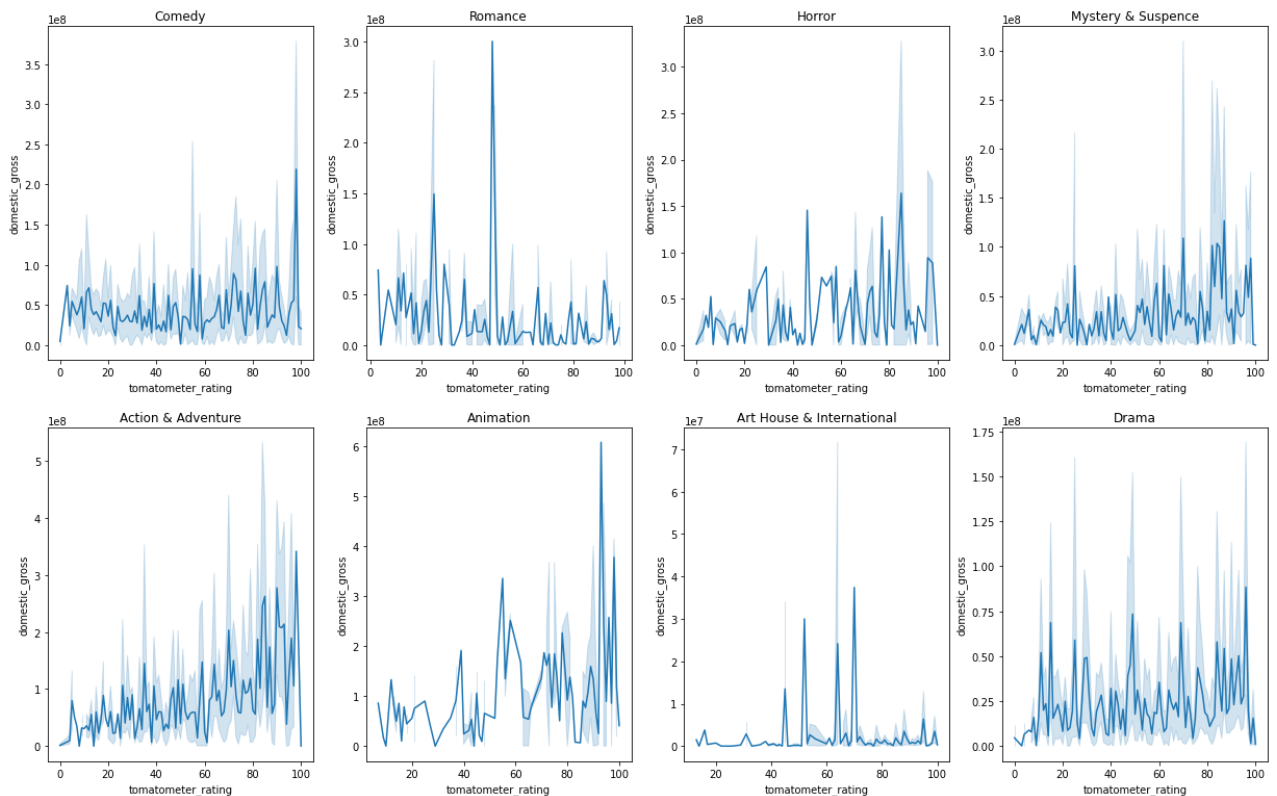 Comedy
1e8
3.5
3.0
2.5
2.0
1.5
1.0
0.5
0.0
domestic_gross
0 20 40 60 80 100
tomatometer_rating
Romance
1e8
3.0
2.5
2.0
1.5
1.0
0.5
0.0
domestic_gross
0 20 40 60 80 100
tomatometer_rating
Horror
1e8
3.0
2.5
2.0
1.5
1.0
0.5
0.0
domestic_gross
0 20 40 60 80 100
tomatometer_rating
Mystery & Suspence
1e8
3.0
2.5
2.0
1.5
1.0
0.5
0.0
domestic_gross
0 20 40 60 80 100
tomatometer_rating
Action & Adventure
1e8
5
4
3
2
1
0
domestic_gross
0 20 40 60 80 100
tomatometer_rating
Animation
1e8
6
5
4
3
2
1
0
domestic_gross
20 40 60 80 100
tomatometer_rating
Art House & International
1e7
7
6
5
4
3
2
1
0
domestic_gross
20 40 60 80 100
tomatometer_rating
Drama
1e8
1.75
1.50
1.25
1.00
0.75
0.50
0.25
0.00
domestic_gross
0 20 40 60 80 100
tomatometer_rating